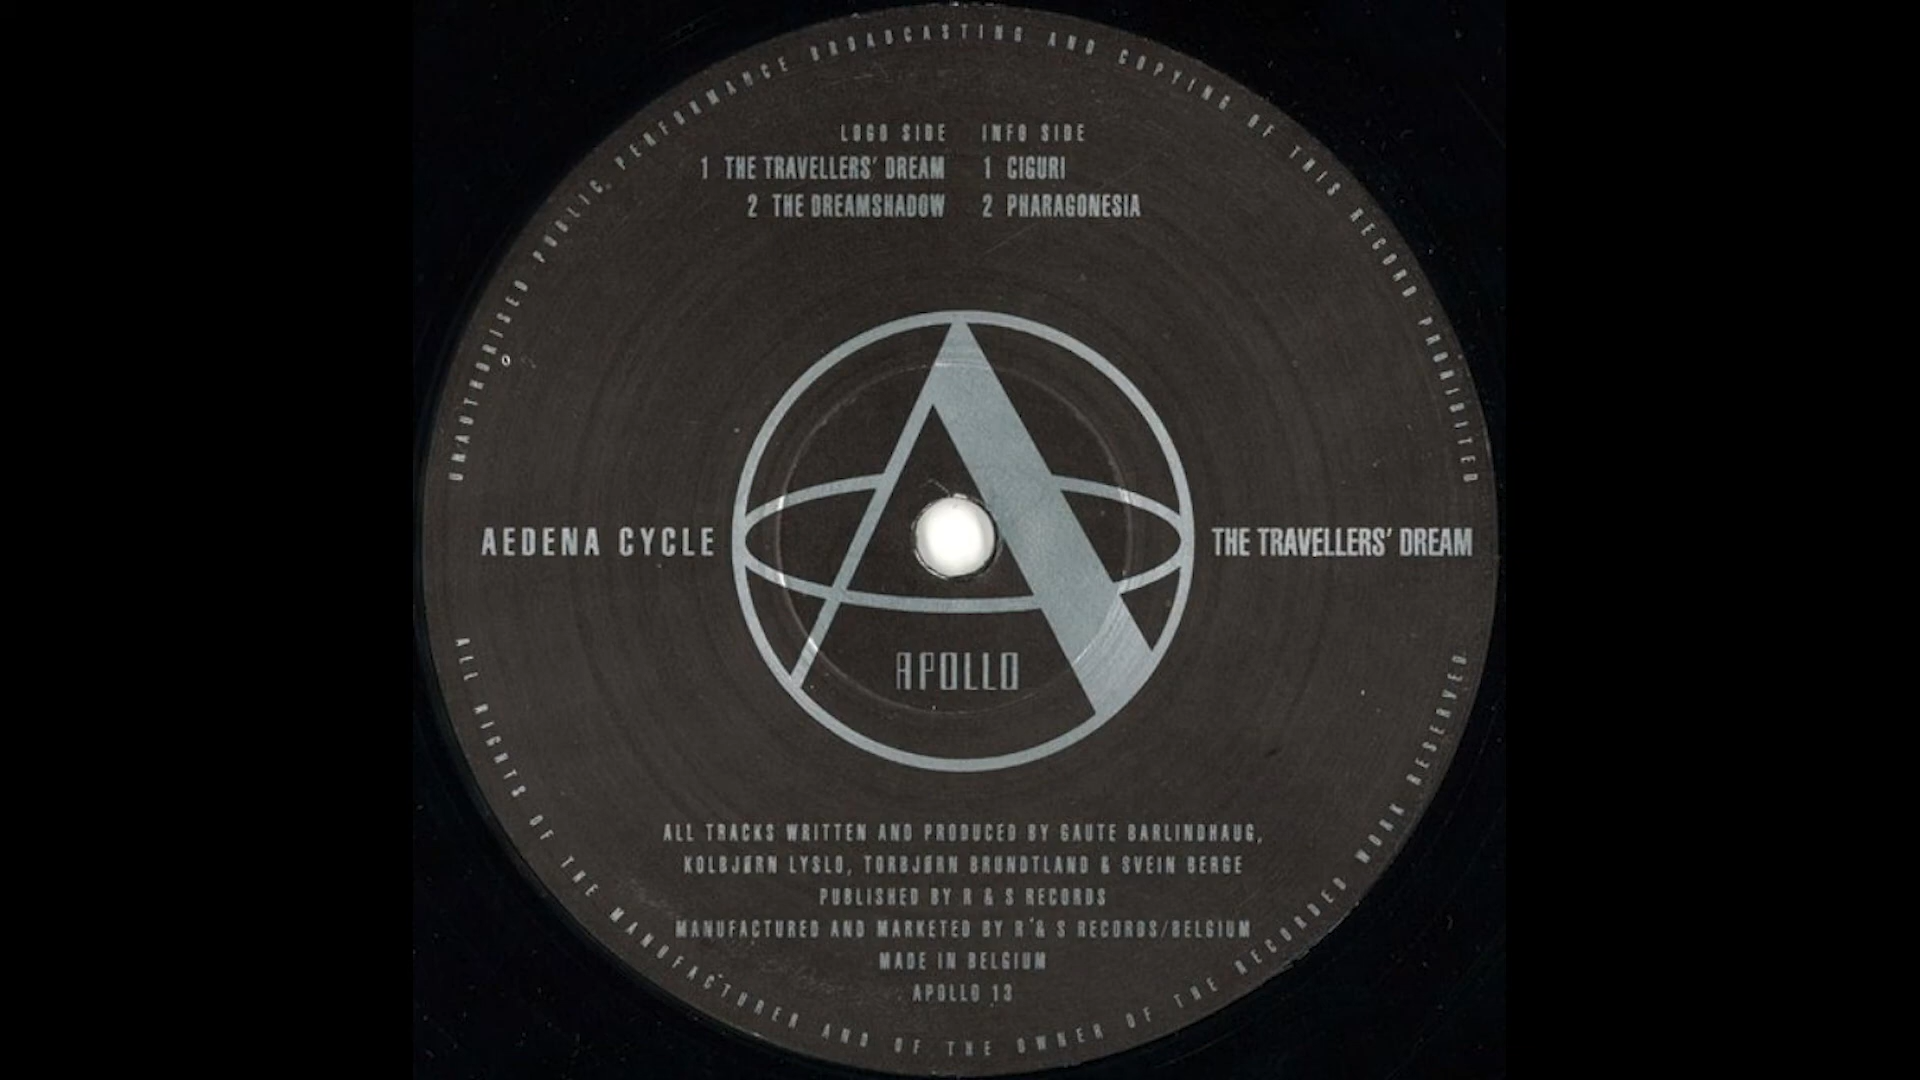 UNAUTHORISED PUBLIC, PERFORMANCE BROADCASTING AND COPYING OF THIS RECORD PROHIBITED
LOGO SIDE
1 THE TRAVELLERS' DREAM
2 THE DREAMSHADOW
INFO SIDE
1 CIGURI
2 PHARAGONESIA
AEDENA CYCLE
THE TRAVELLERS' DREAM
APOLLO
ALL TRACKS WRITTEN AND PRODUCED BY GAUTE BARLINDHAUG,
KOLBJØRN LYSLO, TORBJØRN BRUNDTLAND & SVEIN BERGE
PUBLISHED BY R & S RECORDS
MANUFACTURED AND MARKETED BY R & S RECORDS/BELGIUM
MADE IN BELGIUM
APOLLO 13
ALL RIGHTS OF THE MANUFACTURER AND OF THE OWNER OF THE RECORDED WORK RESERVED